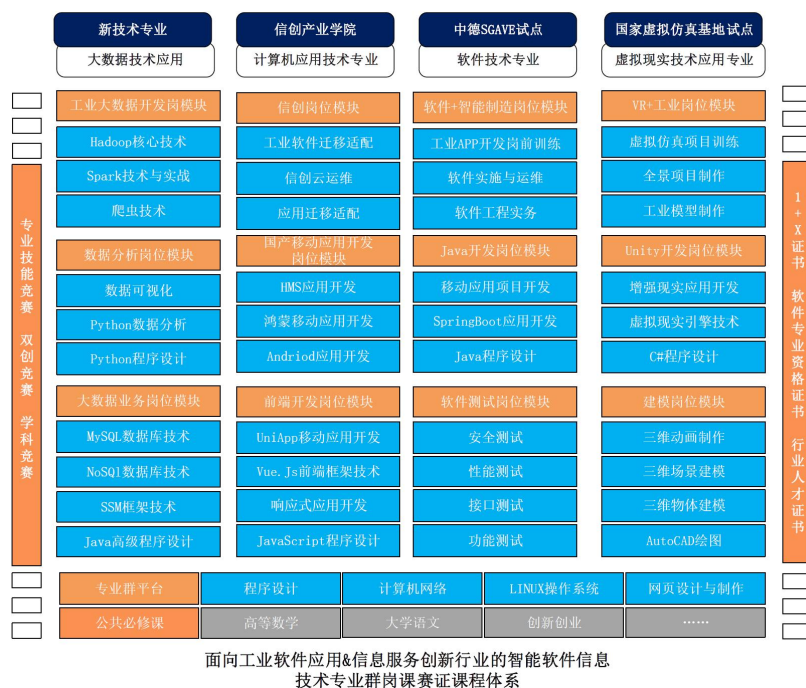 新技术专业
大数据技术应用
信创产业学院
计算机应用技术专业
中德SGAVE试点
软件技术专业
国家虚拟仿真基地试点
虚拟现实技术应用专业
专业技能竞赛 双创竞赛 学科竞赛
工业大数据开发岗模块
Hadoop核心技术
Spark技术与实战
爬虫技术
数据分析岗位模块
数据可视化
Python数据分析
Python程序设计
大数据业务岗位模块
MySQL数据库技术
NoSQl数据库技术
SSM框架技术
Java高级程序设计
信创岗位模块
工业软件迁移适配
信创云运维
应用迁移适配
国产移动应用开发
岗位模块
HMS应用开发
鸿蒙移动应用开发
Andriod应用开发
前端开发岗位模块
UniApp移动应用开发
Vue.Js前端框架技术
响应式应用开发
JavaScript程序设计
软件+智能制造岗位模块
工业APP开发岗前训练
软件实施与运维
软件工程实务
Java开发岗位模块
移动应用项目开发
SpringBoot应用开发
Java程序设计
软件测试岗位模块
安全测试
性能测试
接口测试
功能测试
VR+工业岗位模块
虚拟仿真项目训练
全景项目制作
工业模型制作
Unity开发岗位模块
增强现实应用开发
虚拟现实引擎技术
C#程序设计
建模岗位模块
三维动画制作
三维场景建模
三维物体建模
AutoCAD绘图
1+X证书 软件专业资格证书 行业人才证书
专业群平台
程序设计
计算机网络
LINUX操作系统
网页设计与制作
公共必修课
高等数学
大学语文
创新创业
……
面向工业软件应用&信息服务创新行业的智能软件信息
技术专业群岗课赛证课程体系